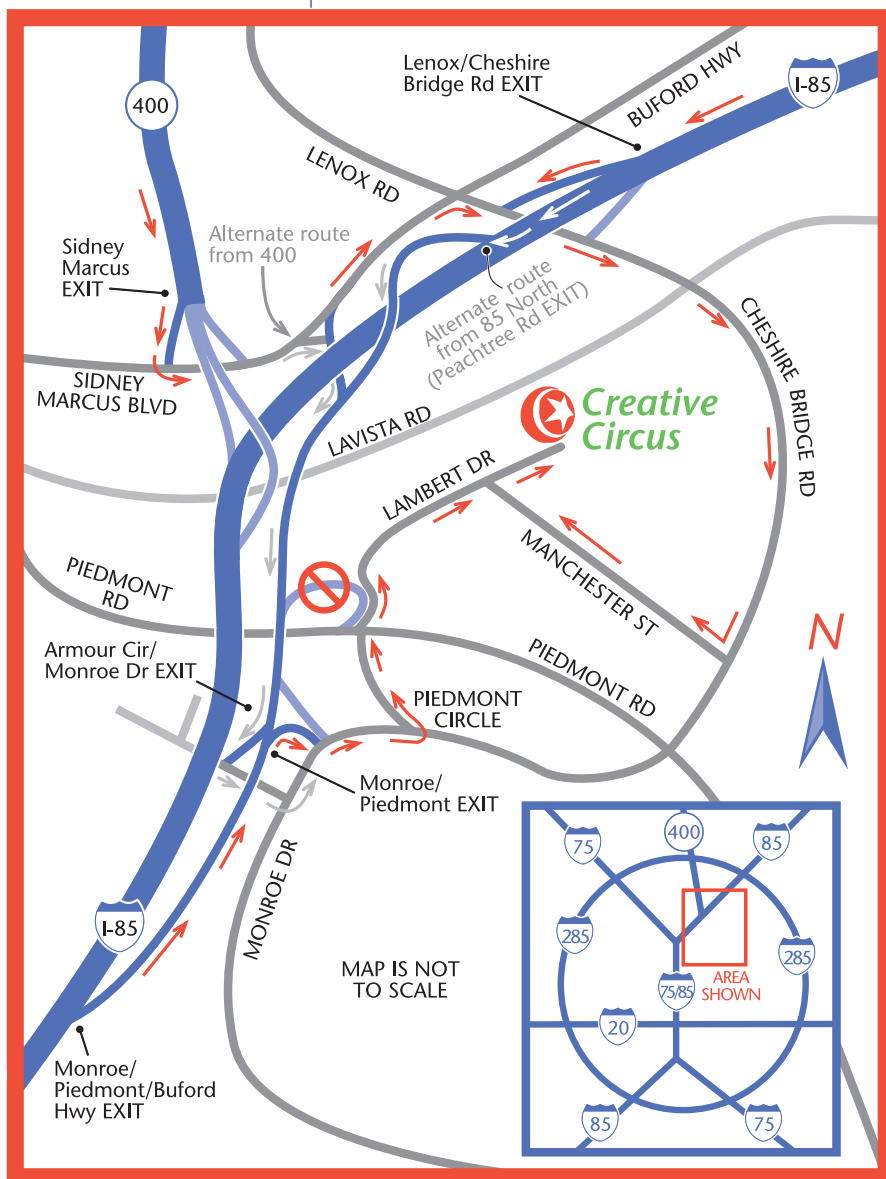 Lenox/Cheshire
Bridge Rd EXIT
I-85
400
BUFORD HWY
LENOX RD
Sidney
Marcus
EXIT
Alternate route
from 400
Alternate route
from 85 North
(Peachtree Rd EXIT)
SIDNEY
MARCUS BLVD
CHESHIRE BRIDGE RD
Creative
Circus
LAVISTA RD
LAMBERT DR
MANCHESTER ST
PIEDMONT
RD
Armour Cir/
Monroe Dr EXIT
PIEDMONT RD
N
PIEDMONT
CIRCLE
Monroe/
Piedmont EXIT
MONROE DR
I-85
MAP IS NOT
TO SCALE
Monroe/
Piedmont/Buford
Hwy EXIT
75
400
85
285
285
AREA
SHOWN
75/85
20
85
75